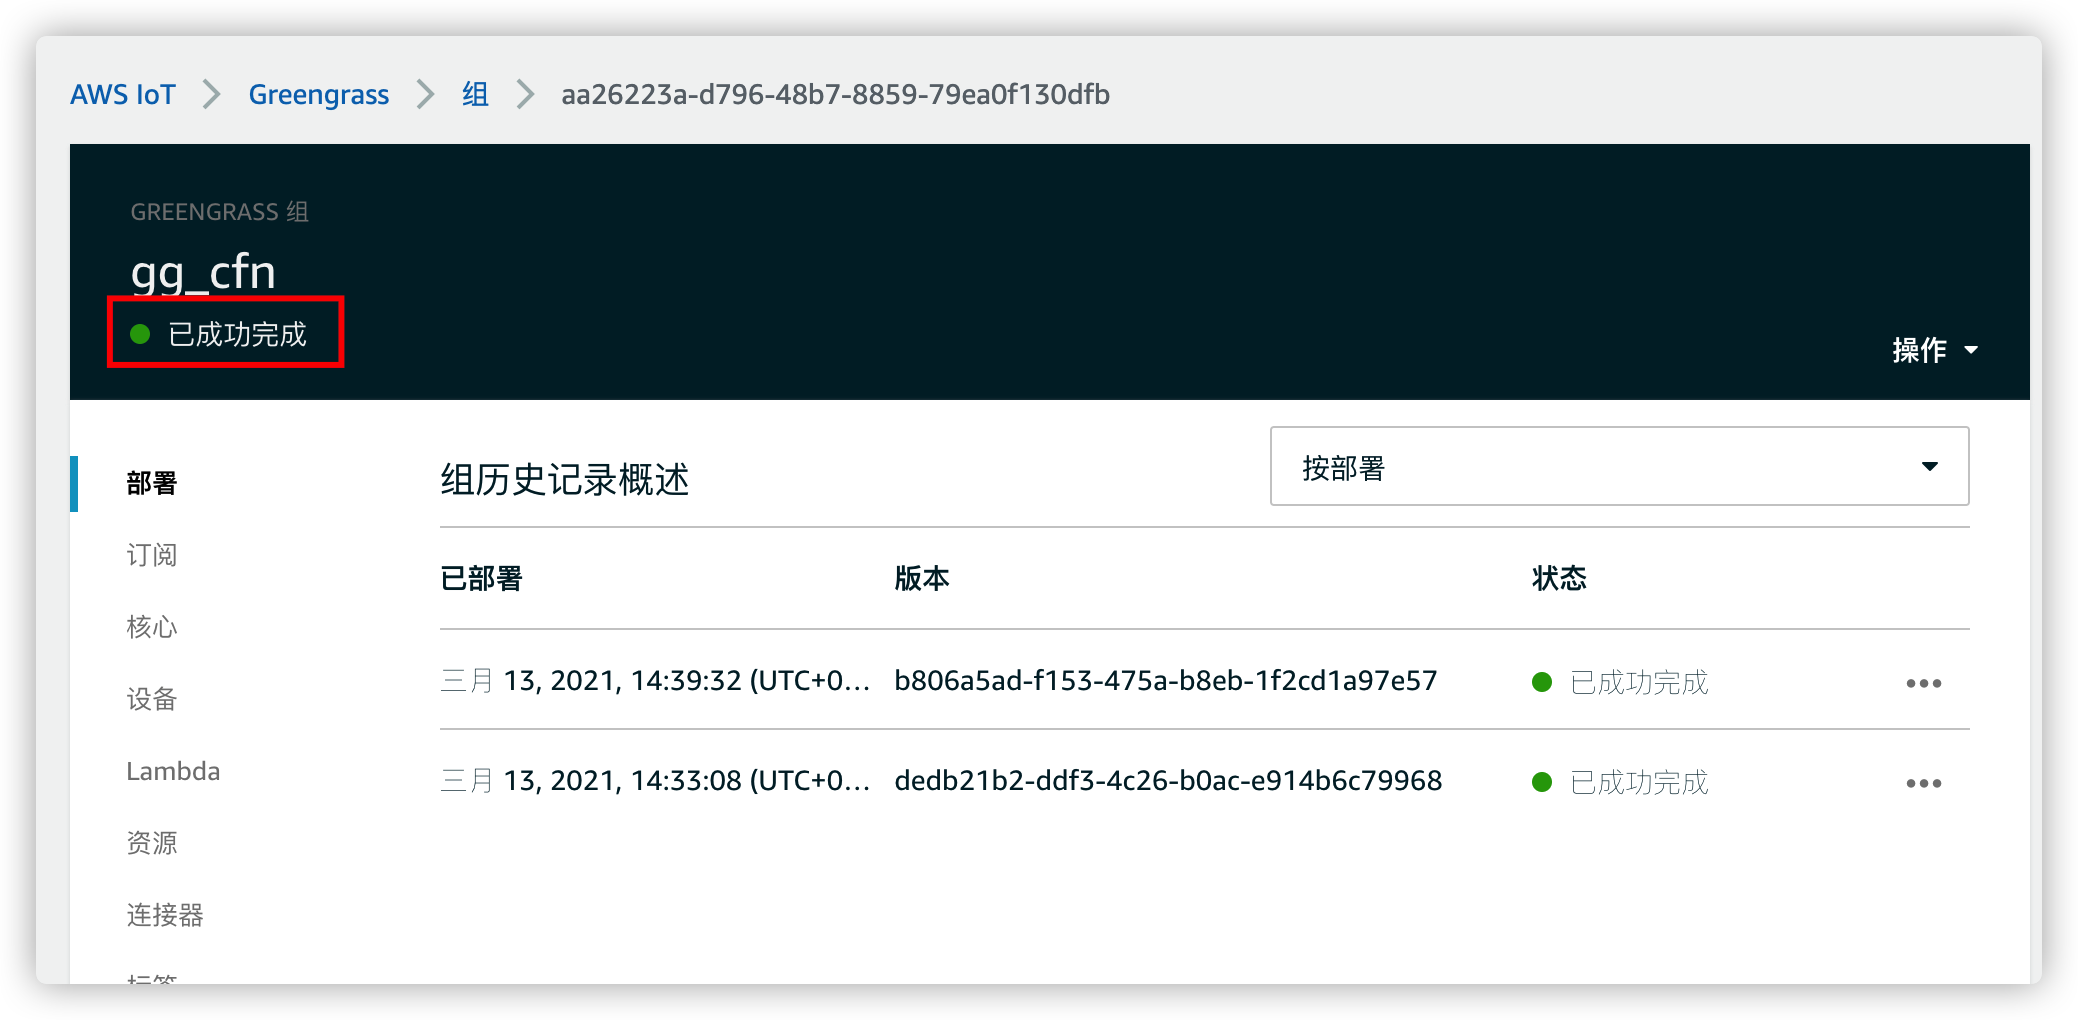 AWS IoT > Greengrass > 组 > aa26223a-d796-48b7-8859-79ea0f130dfb
GREENGRASS 组
gg_cfn
已成功完成
操作
部署
订阅
核心
设备
Lambda
资源
连接器
标签
组历史记录概述
按部署
已部署 版本 状态
三月 13, 2021, 14:39:32 (UTC+0... b806a5ad-f153-475a-b8eb-1f2cd1a97e57 已成功完成
三月 13, 2021, 14:33:08 (UTC+0... dedb21b2-ddf3-4c26-b0ac-e914b6c79968 已成功完成